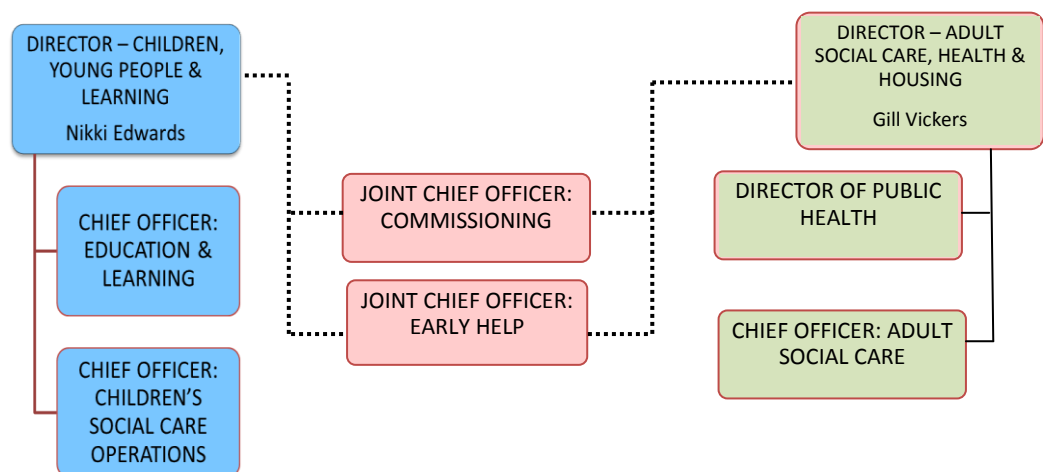 DIRECTOR – CHILDREN,
YOUNG PEOPLE &
LEARNING
Nikki Edwards
CHIEF OFFICER:
EDUCATION &
LEARNING
CHIEF OFFICER:
CHILDREN’S
SOCIAL CARE
OPERATIONS
JOINT CHIEF OFFICER:
COMMISSIONING
JOINT CHIEF OFFICER:
EARLY HELP
DIRECTOR – ADULT
SOCIAL CARE, HEALTH &
HOUSING
Gill Vickers
DIRECTOR OF PUBLIC
HEALTH
CHIEF OFFICER: ADULT
SOCIAL CARE